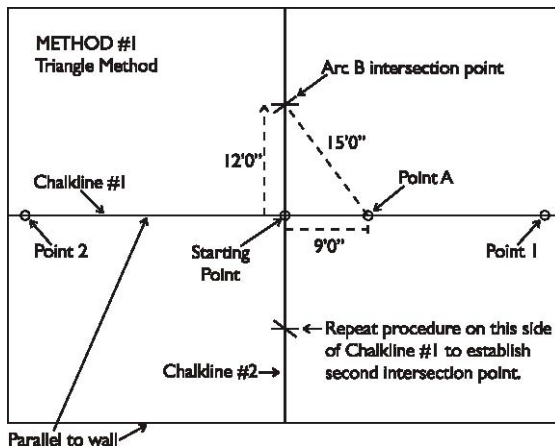 METHOD #1
Triangle Method
Arc B intersection point
15'0"
12'0"
Chalkline #1
Point A
Point 2
Starting
Point
9'0"
Point 1
Repeat procedure on this side
of Chalkline #1 to establish
second intersection point.
Chalkline #2
Parallel to wall